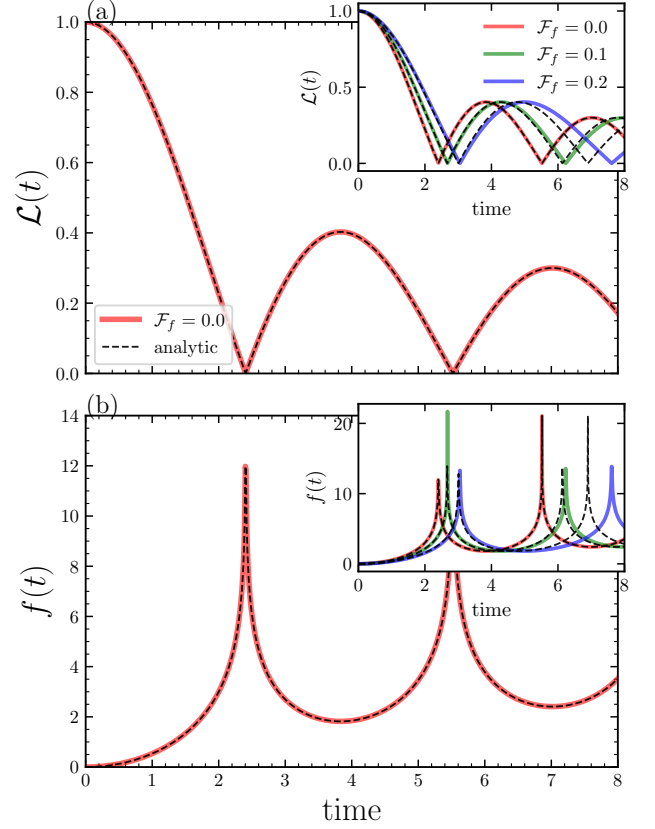 (a)
1.0
0.8
0.6
0.4
0.2
0.0
𝓛(t)
𝓕_f = 0.0
analytic
1.0
0.5
0.0
𝓛(t)
𝓕_f = 0.0
𝓕_f = 0.1
𝓕_f = 0.2
0 2 4 6 8
time
(b)
14
12
10
8
6
4
2
0
f(t)
20
10
0
f(t)
0 2 4 6 8
time
0 1 2 3 4 5 6 7 8
time